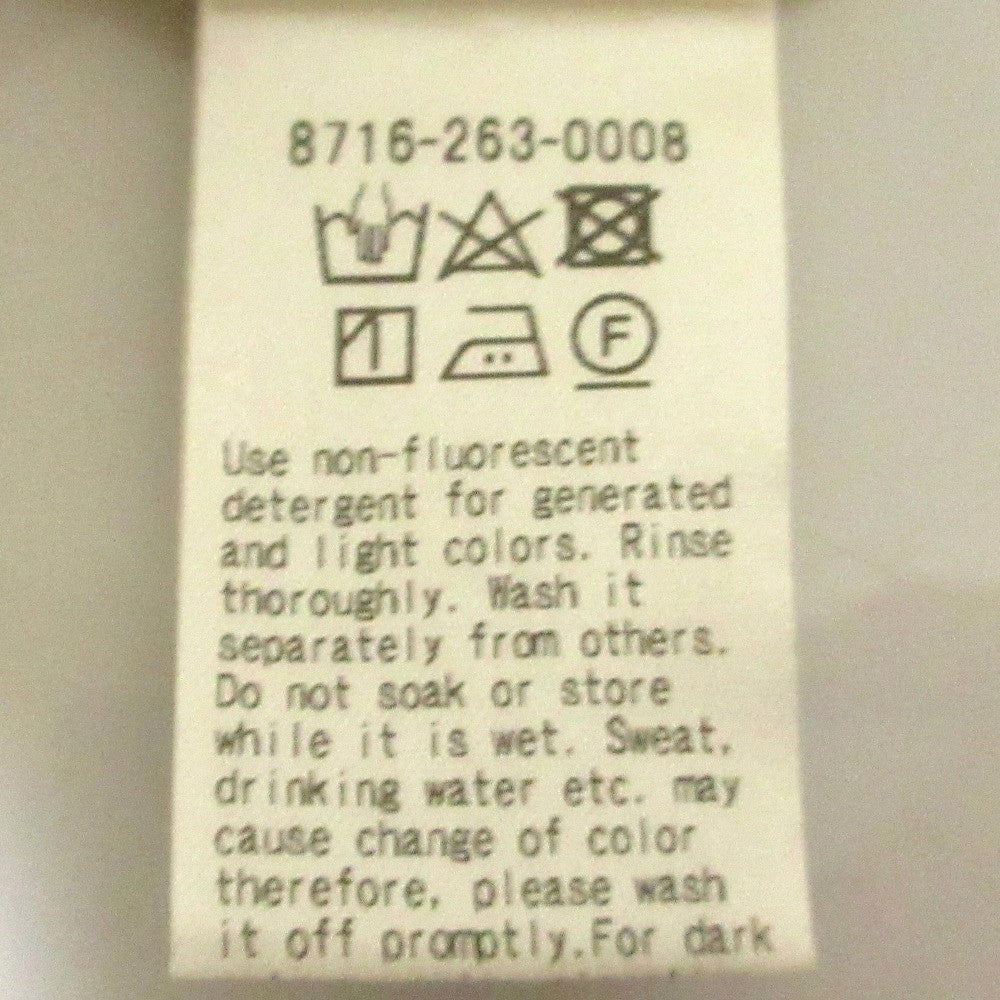 8716-263-0008
F
Use non-fluorescent
detergent for generated
and light colors. Rinse
thoroughly. Wash it
separately from others.
Do not soak or store
while it is wet. Sweat,
drinking water etc. may
cause change of color
therefore, please wash
it off promptly.For dark